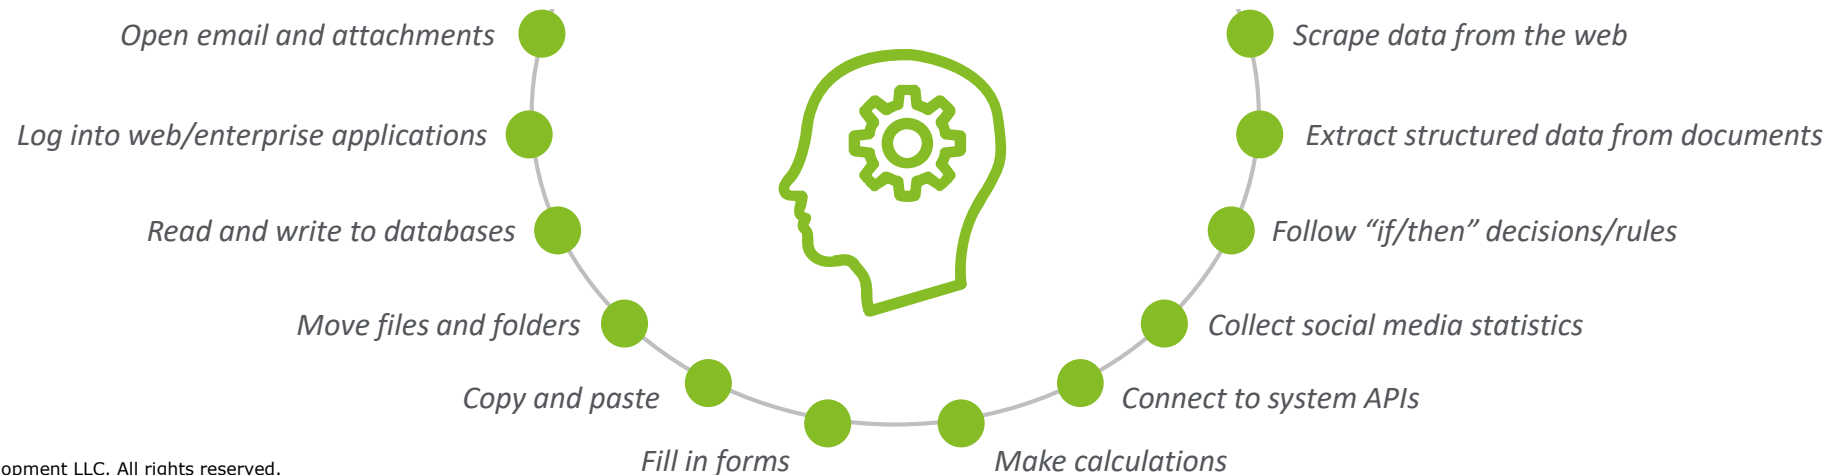 Open email and attachments
Scrape data from the web
Log into web/enterprise applications
Extract structured data from documents
Read and write to databases
Follow “if/then” decisions/rules
Move files and folders
Collect social media statistics
Copy and paste
Connect to system APIs
Fill in forms
Make calculations
LLC. All rights reserved.